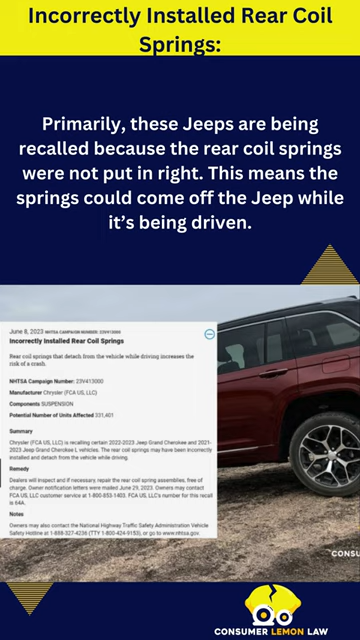 Incorrectly Installed Rear Coil
Springs:
Primarily, these Jeeps are being
recalled because the rear coil springs
were not put in right. This means the
springs could come off the Jeep while
it's being driven.
June 8, 2023 NHTSA CAMPAIGN NUMBER: 23V413000
Incorrectly Installed Rear Coil Springs
Rear coil springs that detach from the vehicle while driving increases the
risk of a crash.
NHTSA Campaign Number: 23V413000
Manufacturer Chrysler (FCA US, LLC)
Components SUSPENSION
Potential Number of Units Affected 331,401
Summary
Chrysler (FCA US, LLC) is recalling certain 2022-2023 Jeep Grand Cherokee and 2021-
2023 Jeep Grand Cherokee L vehicles. The rear coil springs may have been incorrectly
installed and detach from the vehicle while driving.
Remedy
Dealers will inspect and if necessary, repair the rear coil spring assemblies, free of
charge. Owner notification letters were mailed June 29, 2023. Owners may contact
FCA US, LLC customer service at 1-800-853-1403. FCA US, LLC's number for this recall
is 64A.
Notes
Owners may also contact the National Highway Traffic Safety Administration Vehicle
Safety Hotline at 1-888-327-4236 (TTY 1-800-424-9153), or go to www.nhtsa.gov.
CONSU
CONSUMER LEMON LAW